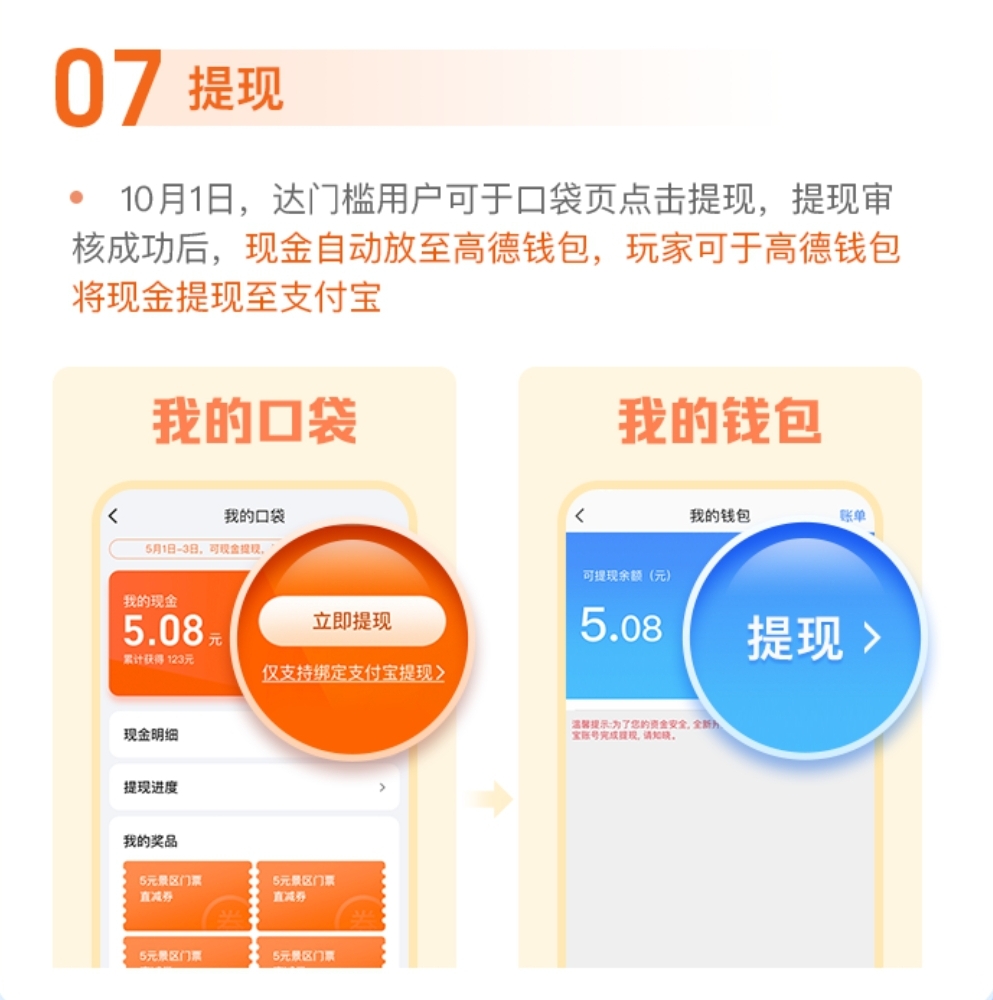 07 提现
• 10月1日，达门槛用户可于口袋页点击提现，提现审
核成功后，现金自动放至高德钱包，玩家可于高德钱包
将现金提现至支付宝
我的口袋
我的口袋
5月1日-3日，可现金提现，
我的现金
5.08元
累计获得 123元
立即提现
仅支持绑定支付宝提现>
现金明细
提现进度
我的奖品
5元景区门票
直减券
券
5元景区门票
直减券
券
5元景区门票
5元景区门票
我的钱包
我的钱包
账单
可提现余额（元）
5.08
提现
温馨提示:为了您的资金安全, 全新
宝账号完成提现, 请知晓。